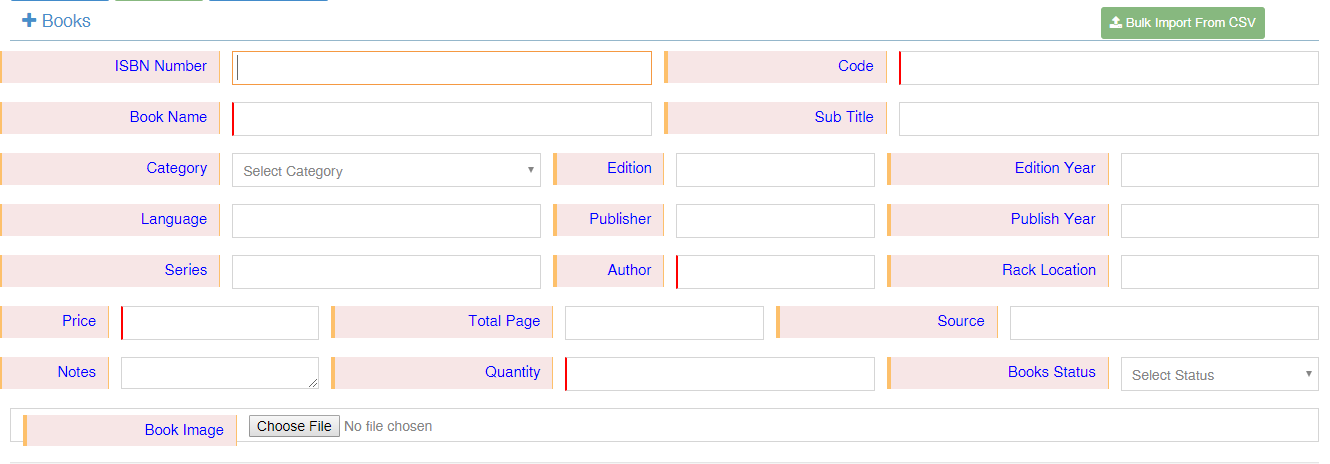 Books
Bulk Import From CSV
ISBN Number Code
Book Name Sub Title
Category Select Category Edition Edition Year
Language Publisher Publish Year
Series Author Rack Location
Price Total Page Source
Notes Quantity Books Status Select Status
Book Image Choose File No file chosen